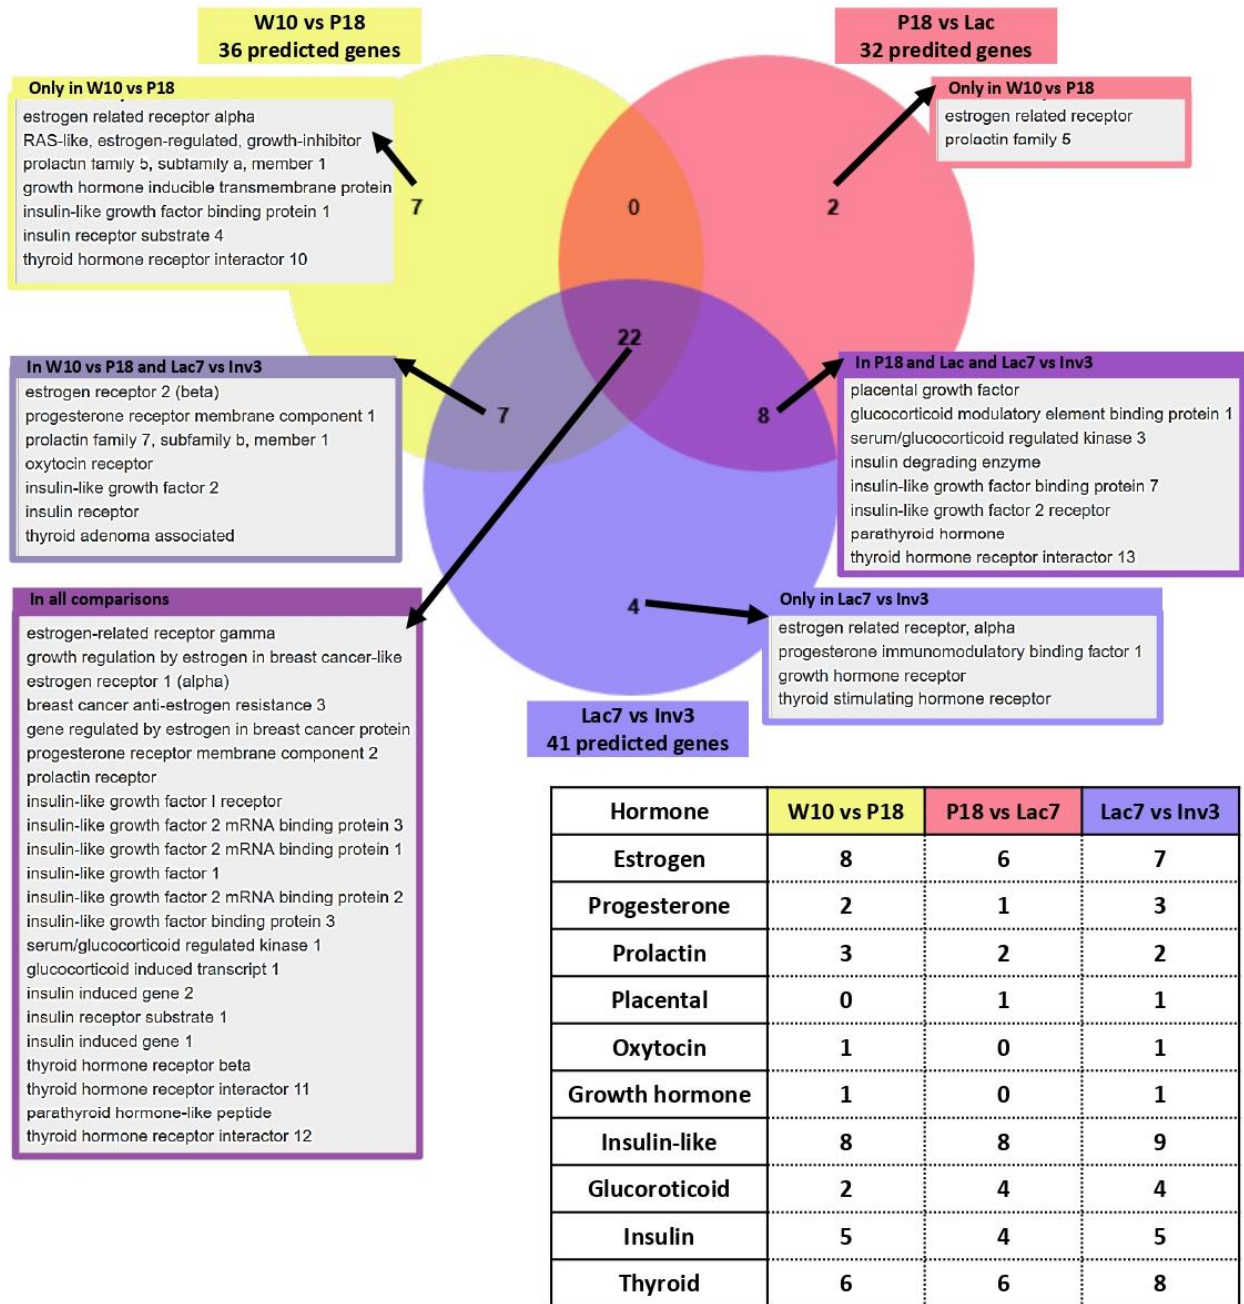 W10 vs P18
36 predicted genes
P18 vs Lac
32 predited genes
Only in W10 vs P18
estrogen related receptor alpha
RAS-like, estrogen-regulated, growth-inhibitor
prolactin family 5, subfamily a, member 1
growth hormone inducible transmembrane protein
insulin-like growth factor binding protein 1
insulin receptor substrate 4
thyroid hormone receptor interactor 10
Only in W10 vs P18
estrogen related receptor
prolactin family 5
7
0
2
22
7
8
4
In W10 vs P18 and Lac7 vs Inv3
estrogen receptor 2 (beta)
progesterone receptor membrane component 1
prolactin family 7, subfamily b, member 1
oxytocin receptor
insulin-like growth factor 2
insulin receptor
thyroid adenoma associated
In P18 and Lac and Lac7 vs Inv3
placental growth factor
glucocorticoid modulatory element binding protein 1
serum/glucocorticoid regulated kinase 3
insulin degrading enzyme
insulin-like growth factor binding protein 7
insulin-like growth factor 2 receptor
parathyroid hormone
thyroid hormone receptor interactor 13
In all comparisons
estrogen-related receptor gamma
growth regulation by estrogen in breast cancer-like
estrogen receptor 1 (alpha)
breast cancer anti-estrogen resistance 3
gene regulated by estrogen in breast cancer protein
progesterone receptor membrane component 2
prolactin receptor
insulin-like growth factor I receptor
insulin-like growth factor 2 mRNA binding protein 3
insulin-like growth factor 2 mRNA binding protein 1
insulin-like growth factor 1
insulin-like growth factor 2 mRNA binding protein 2
insulin-like growth factor binding protein 3
serum/glucocorticoid regulated kinase 1
glucocorticoid induced transcript 1
insulin induced gene 2
insulin receptor substrate 1
insulin induced gene 1
thyroid hormone receptor beta
thyroid hormone receptor interactor 11
parathyroid hormone-like peptide
thyroid hormone receptor interactor 12
Only in Lac7 vs Inv3
estrogen related receptor, alpha
progesterone immunomodulatory binding factor 1
growth hormone receptor
thyroid stimulating hormone receptor
Lac7 vs Inv3
41 predicted genes
Hormone W10 vs P18 P18 vs Lac7 Lac7 vs Inv3
Estrogen 8 6 7
Progesterone 2 1 3
Prolactin 3 2 2
Placental 0 1 1
Oxytocin 1 0 1
Growth hormone 1 0 1
Insulin-like 8 8 9
Glucoroticoid 2 4 4
Insulin 5 4 5
Thyroid 6 6 8